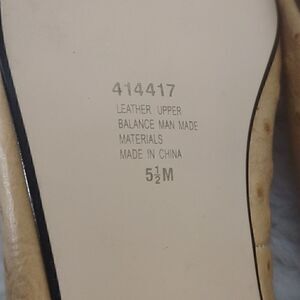 414417
LEATHER UPPER
BALANCE MAN MADE
MATERIALS
MADE IN CHINA
5½M